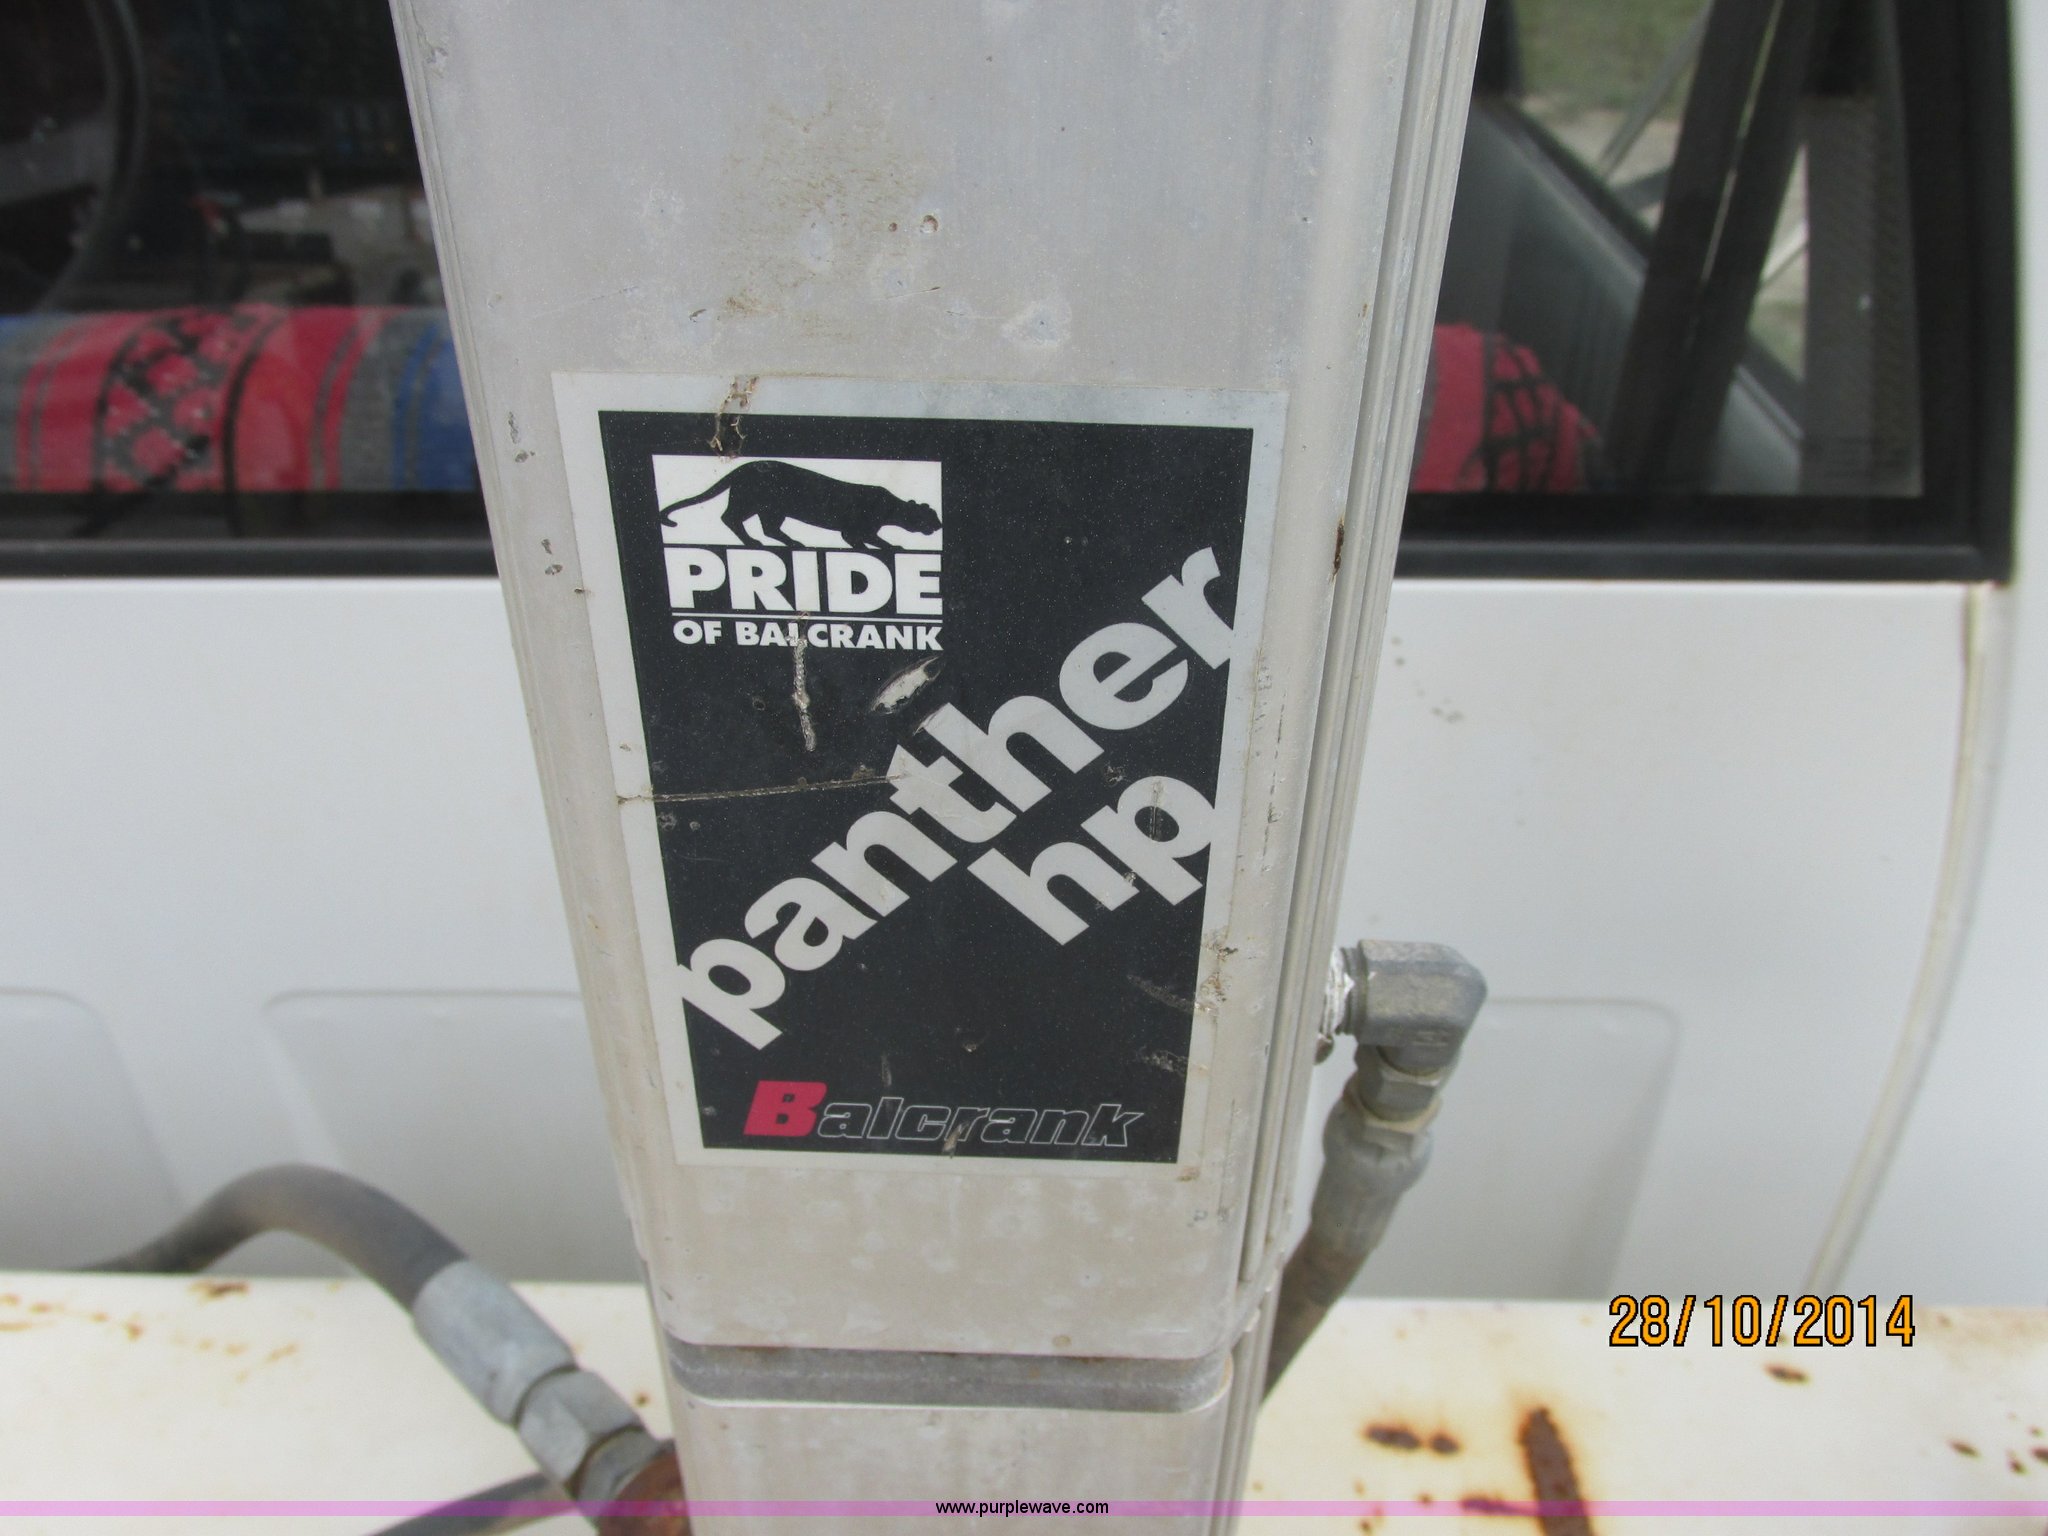 PRIDE
OF BALCRANK
panther
hp
Balcrank
28/10/2014
www.purplewave.com